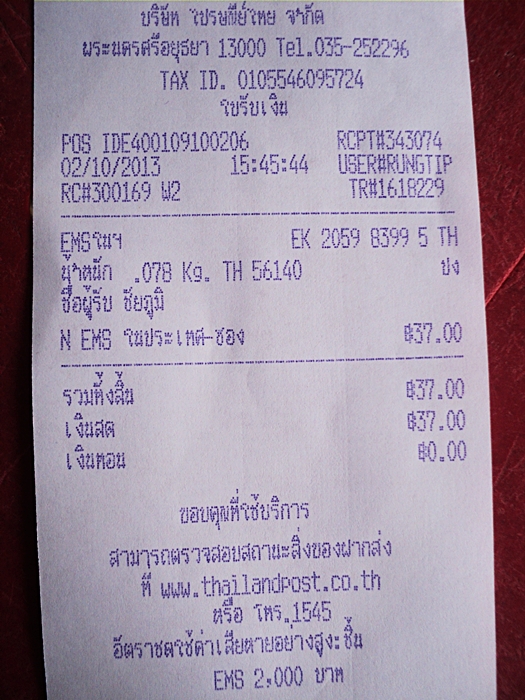 บริษัท ไปรษณีย์ไทย จำกัด
พระนครศรีอยุธยา 13000 Tel.035-252296
TAX ID. 0105546095724
ใบรับเงิน
POS IDE400109100206 RCPT#343074
02/10/2013 15:45:44 USER#RUNGTIP
RC#300169 W2 TR#1618229
EMSในฯ EK 2059 8399 5 TH
น้ำหนัก .078 Kg. TH 56140 ปง
ชื่อผู้รับ ชัยภูมิ
N EMS ในประเทศ-ซอง ฿37.00
รวมทั้งสิ้น ฿37.00
เงินสด ฿37.00
เงินทอน ฿0.00
ขอบคุณที่ใช้บริการ
สามารถตรวจสอบสถานะสิ่งของฝากส่ง
ที่ www.thailandpost.co.th
หรือ โทร.1545
อัตราชดใช้ค่าเสียหายอย่างสูง:ชิ้น
EMS 2,000 บาท